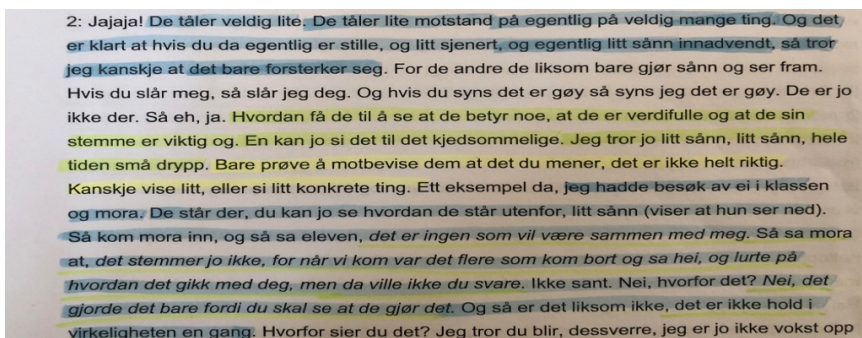 2: Jajaja! De tåler veldig lite. De tåler lite motstand på egentlig på veldig mange ting. Og det
er klart at hvis du da egentlig er stille, og litt sjenert, og egentlig litt sånn innadvendt, så tror
jeg kanskje at det bare forsterker seg. For de andre de liksom bare gjør sånn og ser fram.
Hvis du slår meg, så slår jeg deg. Og hvis du syns det er gøy så syns jeg det er gøy. De er jo
ikke der. Så eh, ja. Hvordan få de til å se at de betyr noe, at de er verdifulle og at de sin
stemme er viktig og. En kan jo si det til det kjedsommelige. Jeg tror jo litt sånn, litt sånn, hele
tiden små drypp. Bare prøve å motbevise dem at det du mener, det er ikke helt riktig.
Kanskje vise litt, eller si litt konkrete ting. Ett eksempel da, jeg hadde besøk av ei i klassen
og mora. De står der, du kan jo se hvordan de står utenfor, litt sånn (viser at hun ser ned).
Så kom mora inn, og så sa eleven, det er ingen som vil være sammen med meg. Så sa mora
at, det stemmer jo ikke, for når vi kom var det flere som kom bort og sa hei, og lurte på
hvordan det gikk med deg, men da ville ikke du svare. Ikke sant. Nei, hvorfor det? Nei, det
gjorde det bare fordi du skal se at de gjør det. Og så er det liksom ikke, det er ikke hold i
virkeligheten en gang. Hvorfor sier du det? Jeg tror du blir, dessverre, jeg er jo ikke vokst opp